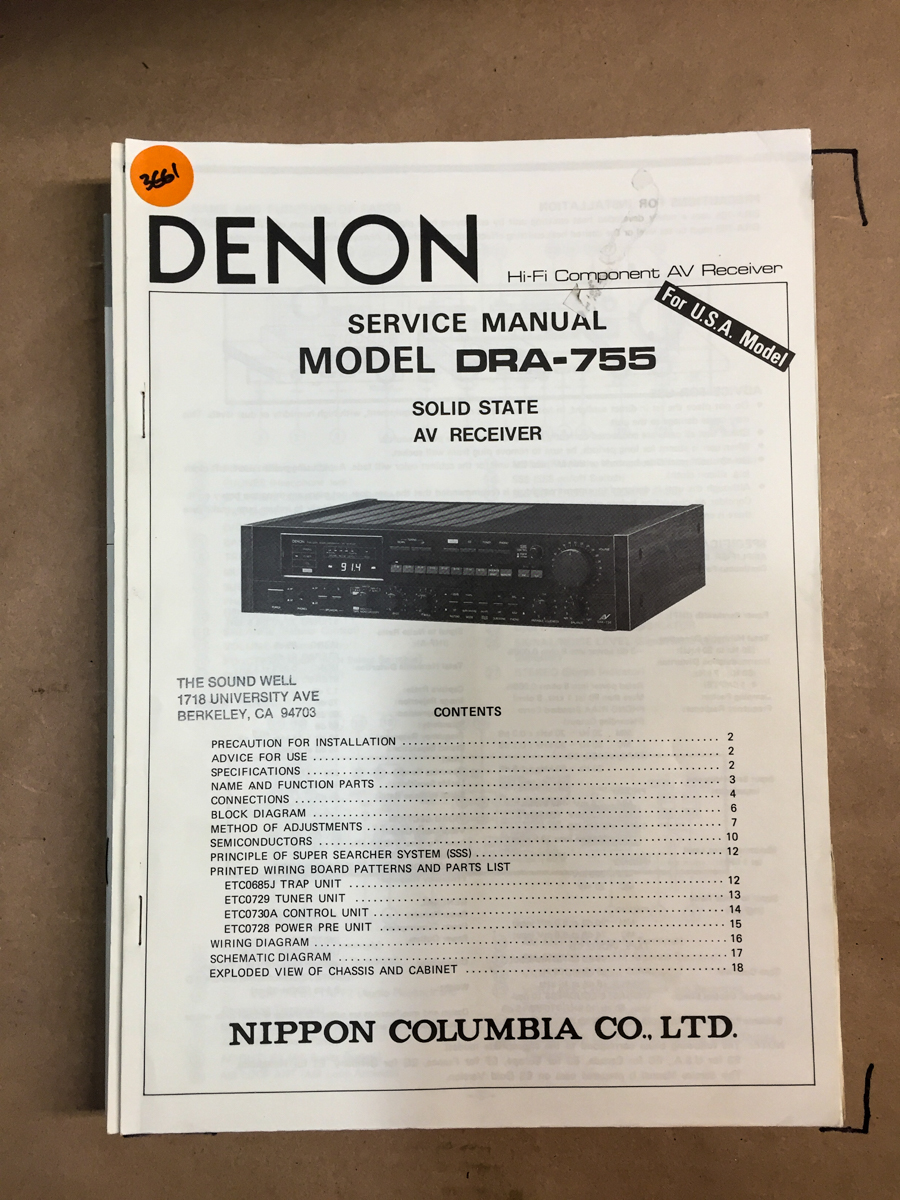 3661
DENON
Hi-Fi Component AV Receiver
For U.S.A. Model
SERVICE MANUAL
MODEL DRA-755
SOLID STATE
AV RECEIVER
DENON
91.4
THE SOUND WELL
1718 UNIVERSITY AVE
BERKELEY, CA 94703
CONTENTS
PRECAUTION FOR INSTALLATION ........ 2
ADVICE FOR USE ........ 2
SPECIFICATIONS ........ 2
NAME AND FUNCTION PARTS ........ 3
CONNECTIONS ........ 4
BLOCK DIAGRAM ........ 6
METHOD OF ADJUSTMENTS ........ 7
SEMICONDUCTORS ........ 10
PRINCIPLE OF SUPER SEARCHER SYSTEM (SSS) ........ 12
PRINTED WIRING BOARD PATTERNS AND PARTS LIST
ETC0685J TRAP UNIT ........ 12
ETC0729 TUNER UNIT ........ 13
ETC0730A CONTROL UNIT ........ 14
ETC0728 POWER PRE UNIT ........ 15
WIRING DIAGRAM ........ 16
SCHEMATIC DIAGRAM ........ 17
EXPLODED VIEW OF CHASSIS AND CABINET ........ 18
NIPPON COLUMBIA CO., LTD.